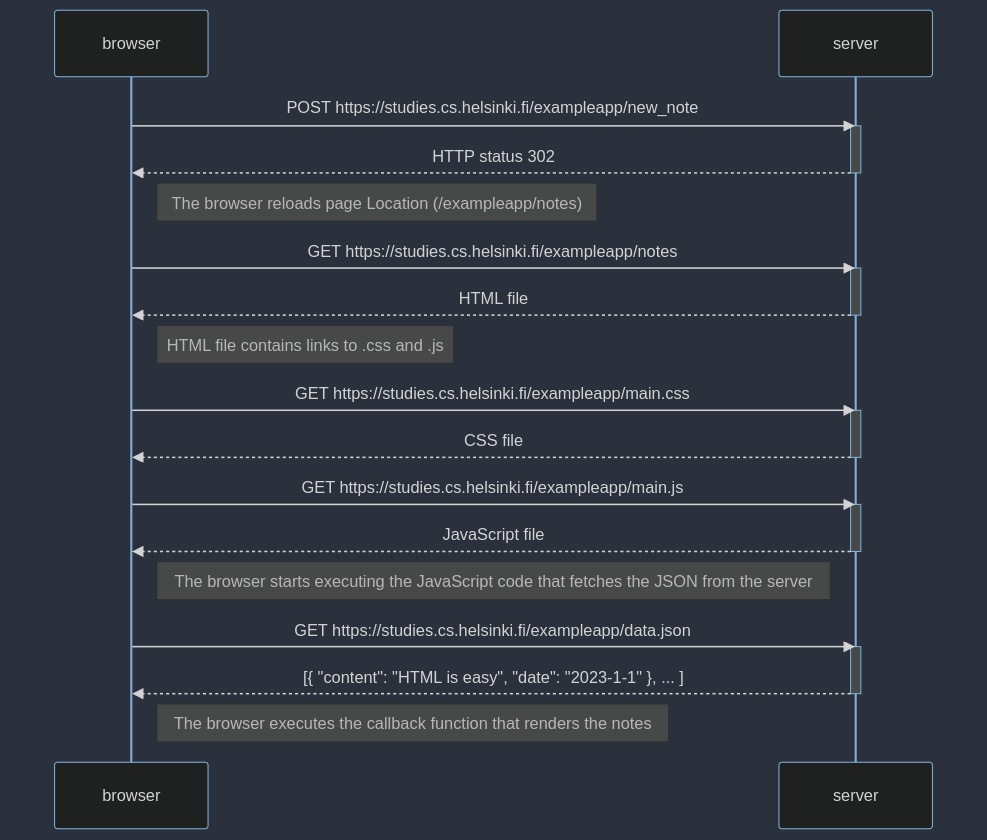 browser
server
POST https://studies.cs.helsinki.fi/exampleapp/new_note
HTTP status 302
The browser reloads page Location (/exampleapp/notes)
GET https://studies.cs.helsinki.fi/exampleapp/notes
HTML file
HTML file contains links to .css and .js
GET https://studies.cs.helsinki.fi/exampleapp/main.css
CSS file
GET https://studies.cs.helsinki.fi/exampleapp/main.js
JavaScript file
The browser starts executing the JavaScript code that fetches the JSON from the server
GET https://studies.cs.helsinki.fi/exampleapp/data.json
[{ "content": "HTML is easy", "date": "2023-1-1" }, ... ]
The browser executes the callback function that renders the notes
browser
server